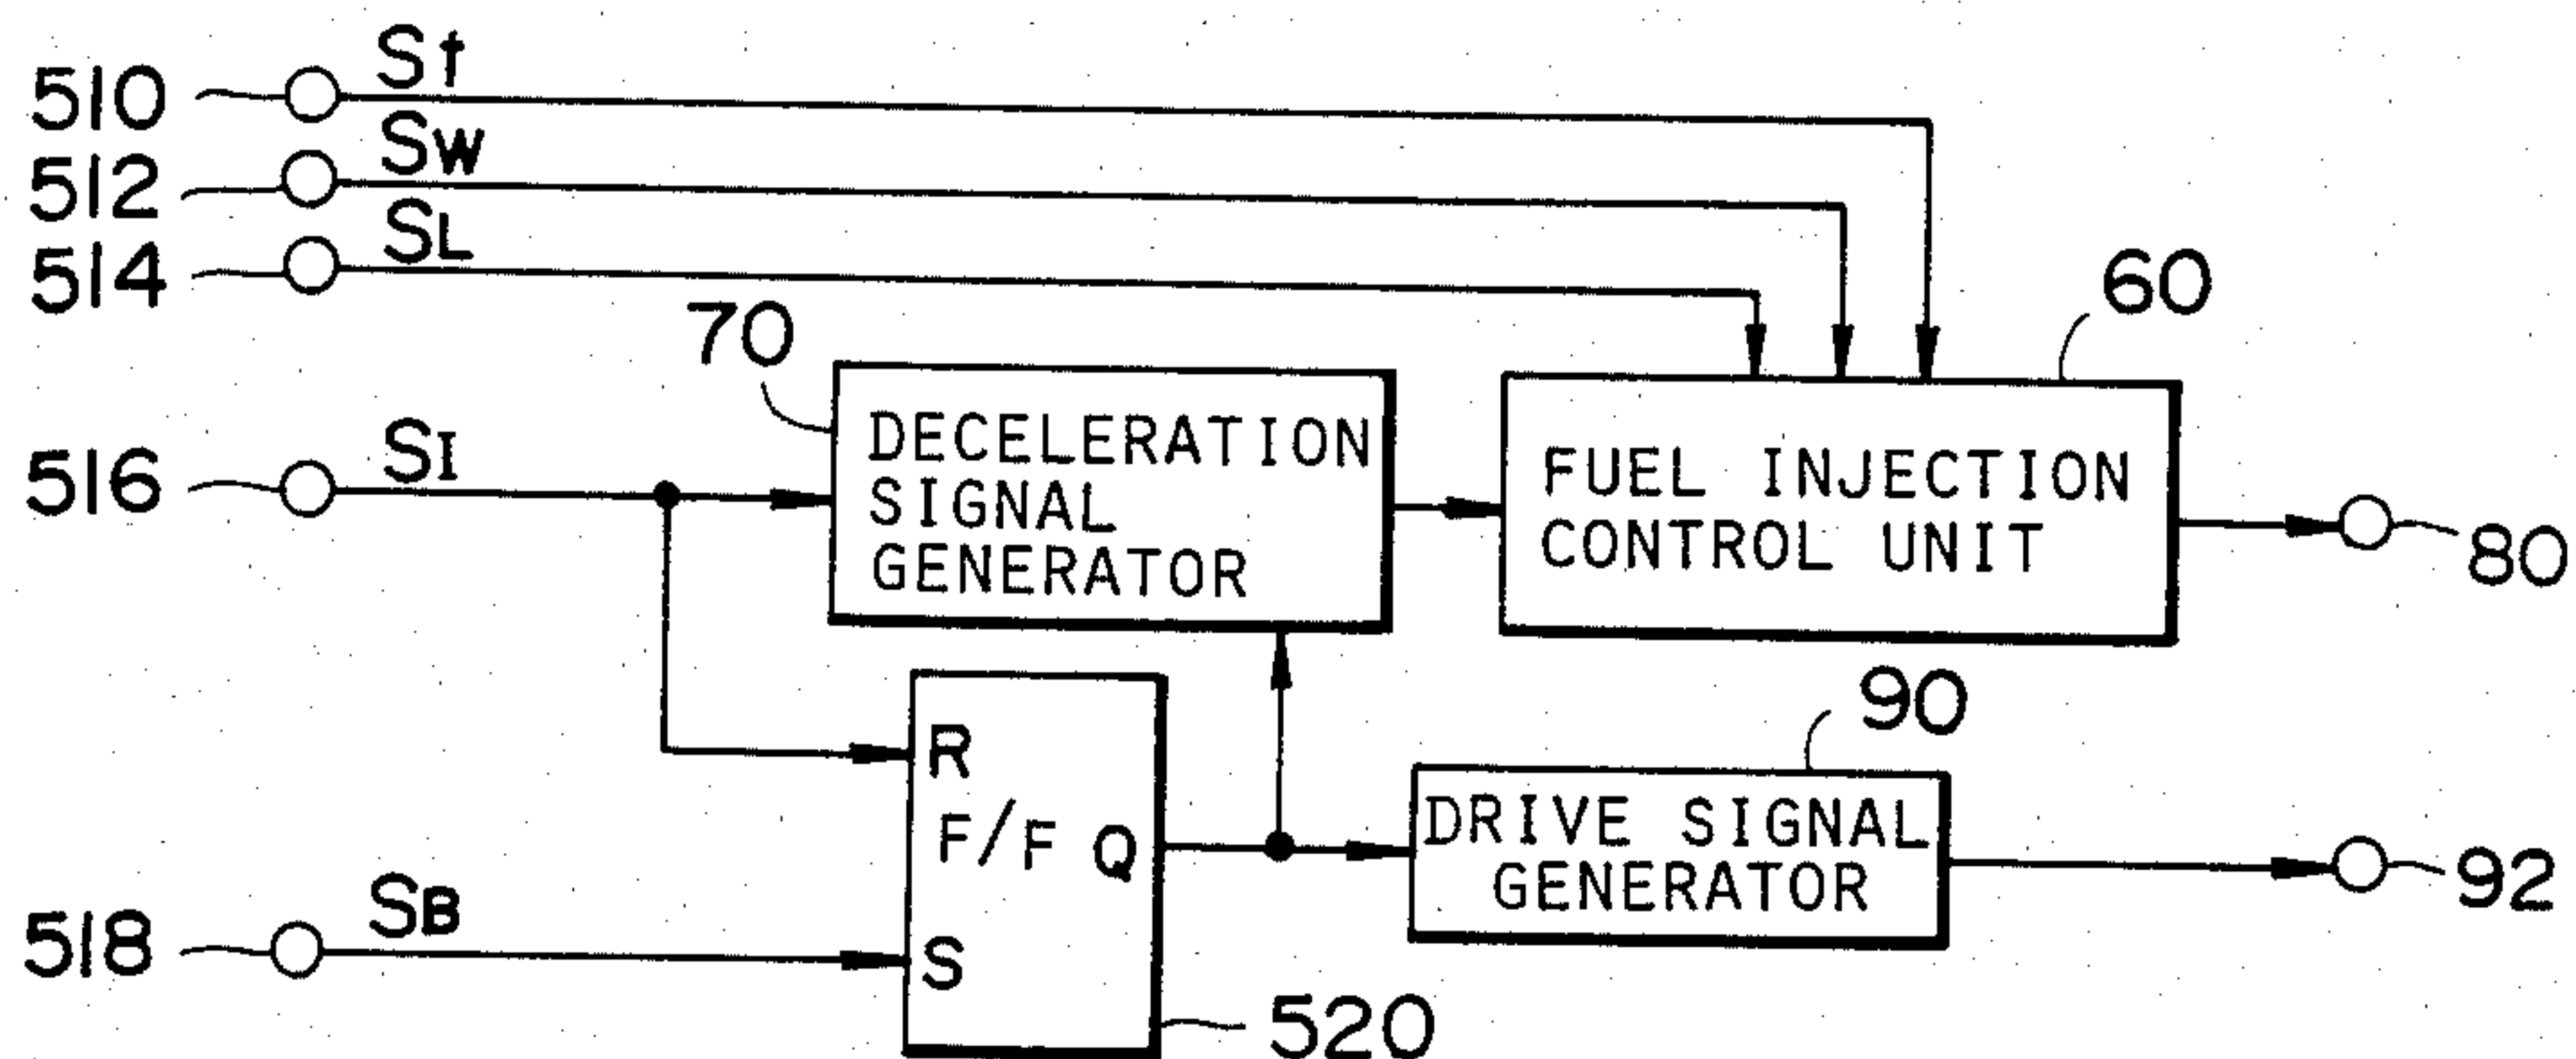 510 St
512 Sw
514 SL
70
60
516 SI
DECELERATION
SIGNAL
GENERATOR
FUEL INJECTION
CONTROL UNIT
80
R
F/F Q
S
90
DRIVE SIGNAL
GENERATOR
92
518 SB
520